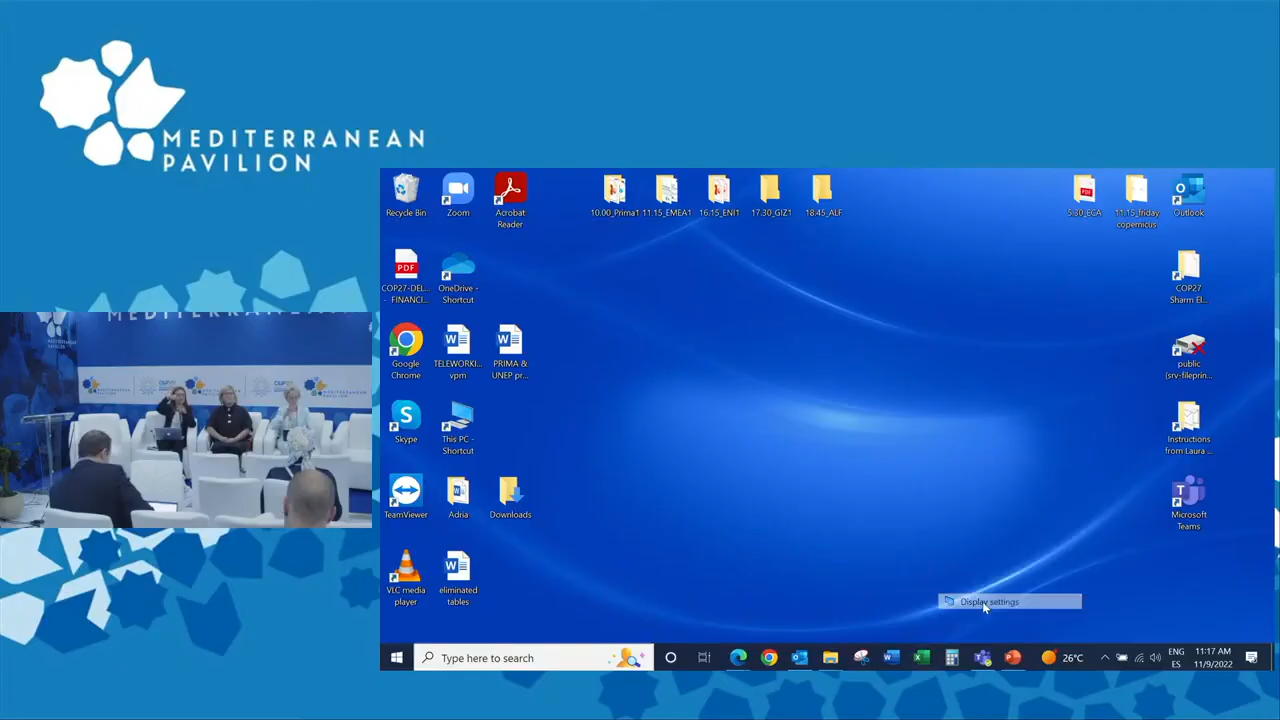 MEDITERRANEAN
PAVILION
Recycle Bin
Zoom
Acrobat
Reader
10.00_Prima1
11.15_EMEA1
16.15_ENI1
17.30_GIZ1
18:45_ALF
5.30_ECA
11.15_friday
copernicus
Outlook
COP27-DEL...
- FINANCI...
OneDrive -
Shortcut
COP27
Sharm El...
Google
Chrome
TELEWORKI...
vpm
PRIMA &
UNEP pr...
public
(srv-fileprin...
Skype
This PC -
Shortcut
Instructions
from Laura ...
TeamViewer
Adria
Downloads
Microsoft
Teams
VLC media
player
eliminated
tables
Display settings
Type here to search
26°C
ENG
ES
11:17 AM
11/9/2022
MEDITERRANEAN